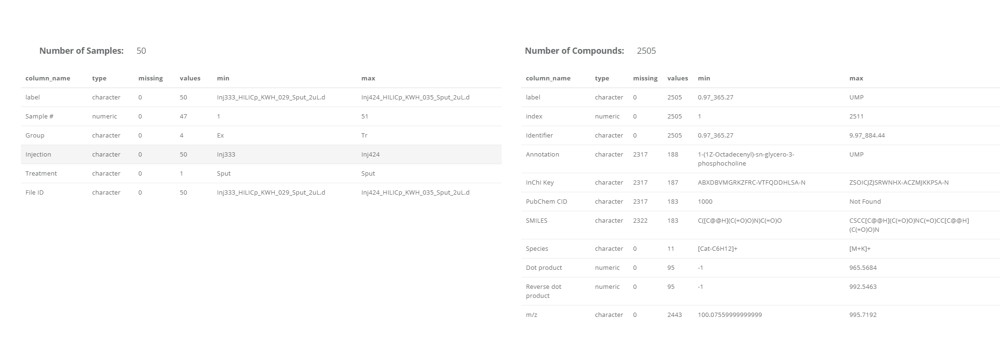 Number of Samples: 50
column_name type missing values min max
label character 0 50 Inj333_HILICp_KWH_029_Sput_2uL.d Inj424_HILICp_KWH_035_Sput_2uL.d
Sample # numeric 0 47 1 51
Group character 0 4 Ex Tr
Injection character 0 50 Inj333 Inj424
Treatment character 0 1 Sput Sput
File ID character 0 50 Inj333_HILICp_KWH_029_Sput_2uL.d Inj424_HILICp_KWH_035_Sput_2uL.d
Number of Compounds: 2505
column_name type missing values min max
label character 0 2505 0.97_365.27 UMP
index numeric 0 2505 1 2511
Identifier character 0 2505 0.97_365.27 9.97_884.44
Annotation character 2317 188 1-(1Z-Octadecenyl)-sn-glycero-3- UMP
phosphocholine
InChI Key character 2317 187 ABXDBVMGRKZFRC-VTFQDDHLSA-N ZSOICJZJSRWNHX-ACZMJKKPSA-N
PubChem CID character 2317 183 1000 Not Found
SMILES character 2322 183 C([C@@H](C(=O)O)N)C(=O)O CSCC[C@@H](C(=O)O)NC(=O)CC[C@@H]
(C(=O)O)N
Species character 0 11 [Cat-C6H12]+ [M+K]+
Dot product numeric 0 95 -1 965.5684
Reverse dot numeric 0 95 -1 992.5463
product
m/z character 0 2443 100.07559999999999 995.7192